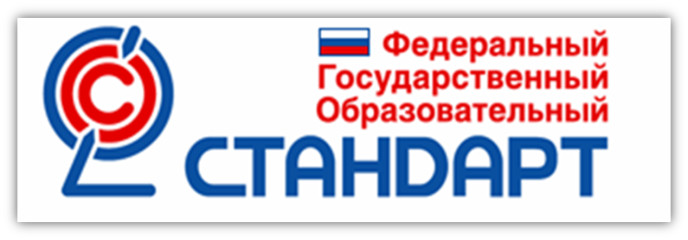 Федеральный
Государственный
Образовательный
СТАНДАРТ